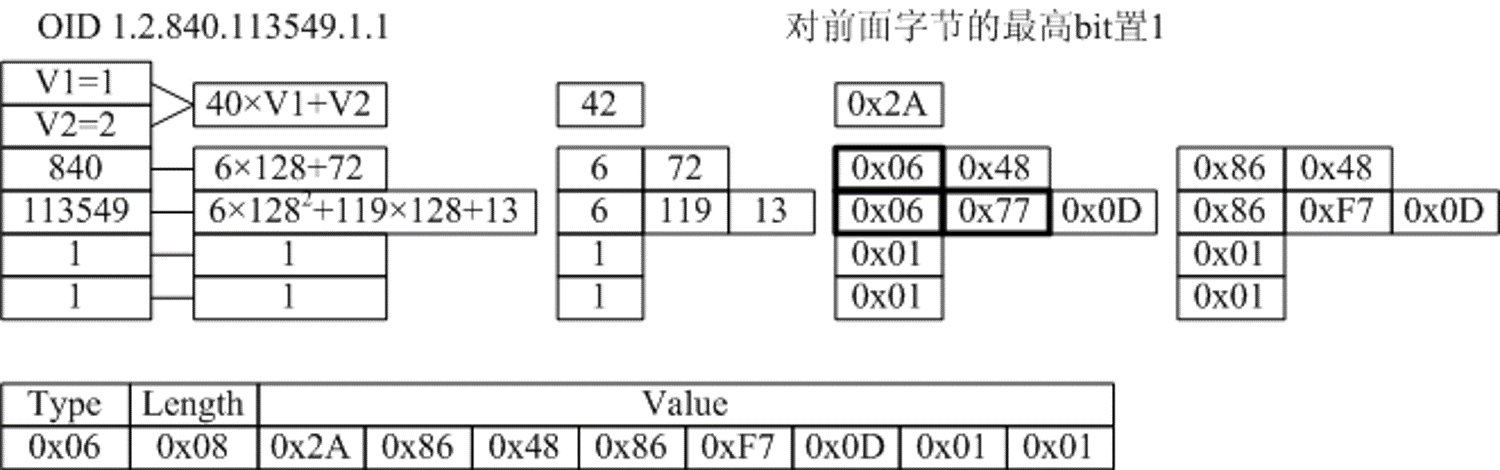 OID 1.2.840.113549.1.1 对前面字节的最高bit置1
V1=1
40×V1+V2 42 0x2A
V2=2
840 6×128+72 6 72 0x06 0x48 0x86 0x48
113549 6×128²+119×128+13 6 119 13 0x06 0x77 0x0D 0x86 0xF7 0x0D
1 1 1 0x01 0x01
1 1 1 0x01 0x01
Type Length Value
0x06 0x08 0x2A 0x86 0x48 0x86 0xF7 0x0D 0x01 0x01